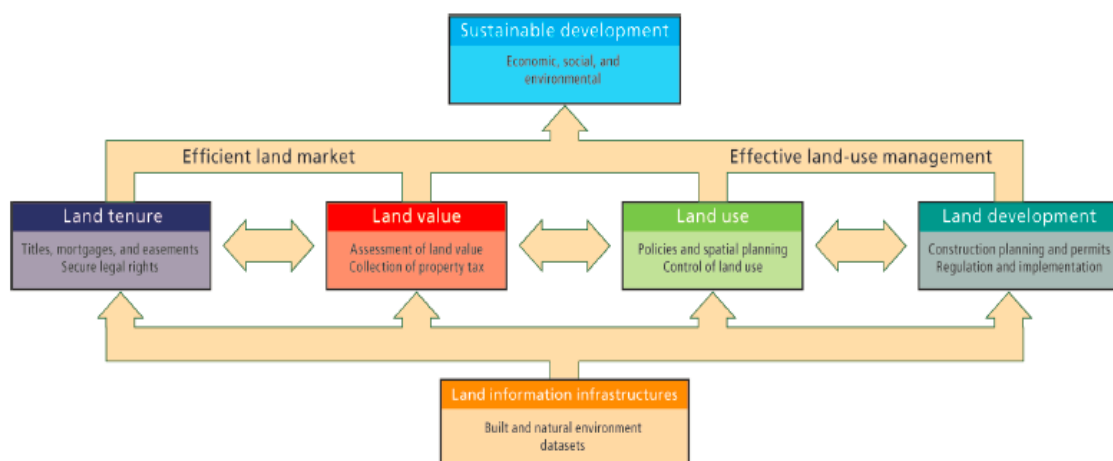 Sustainable development
Economic, social, and
environmental
Efficient land market
Effective land-use management
Land tenure
Titles, mortgages, and easements
Secure legal rights
Land value
Assessment of land value
Collection of property tax
Land use
Policies and spatial planning
Control of land use
Land development
Construction planning and permits
Regulation and implementation
Land information infrastructures
Built and natural environment
datasets